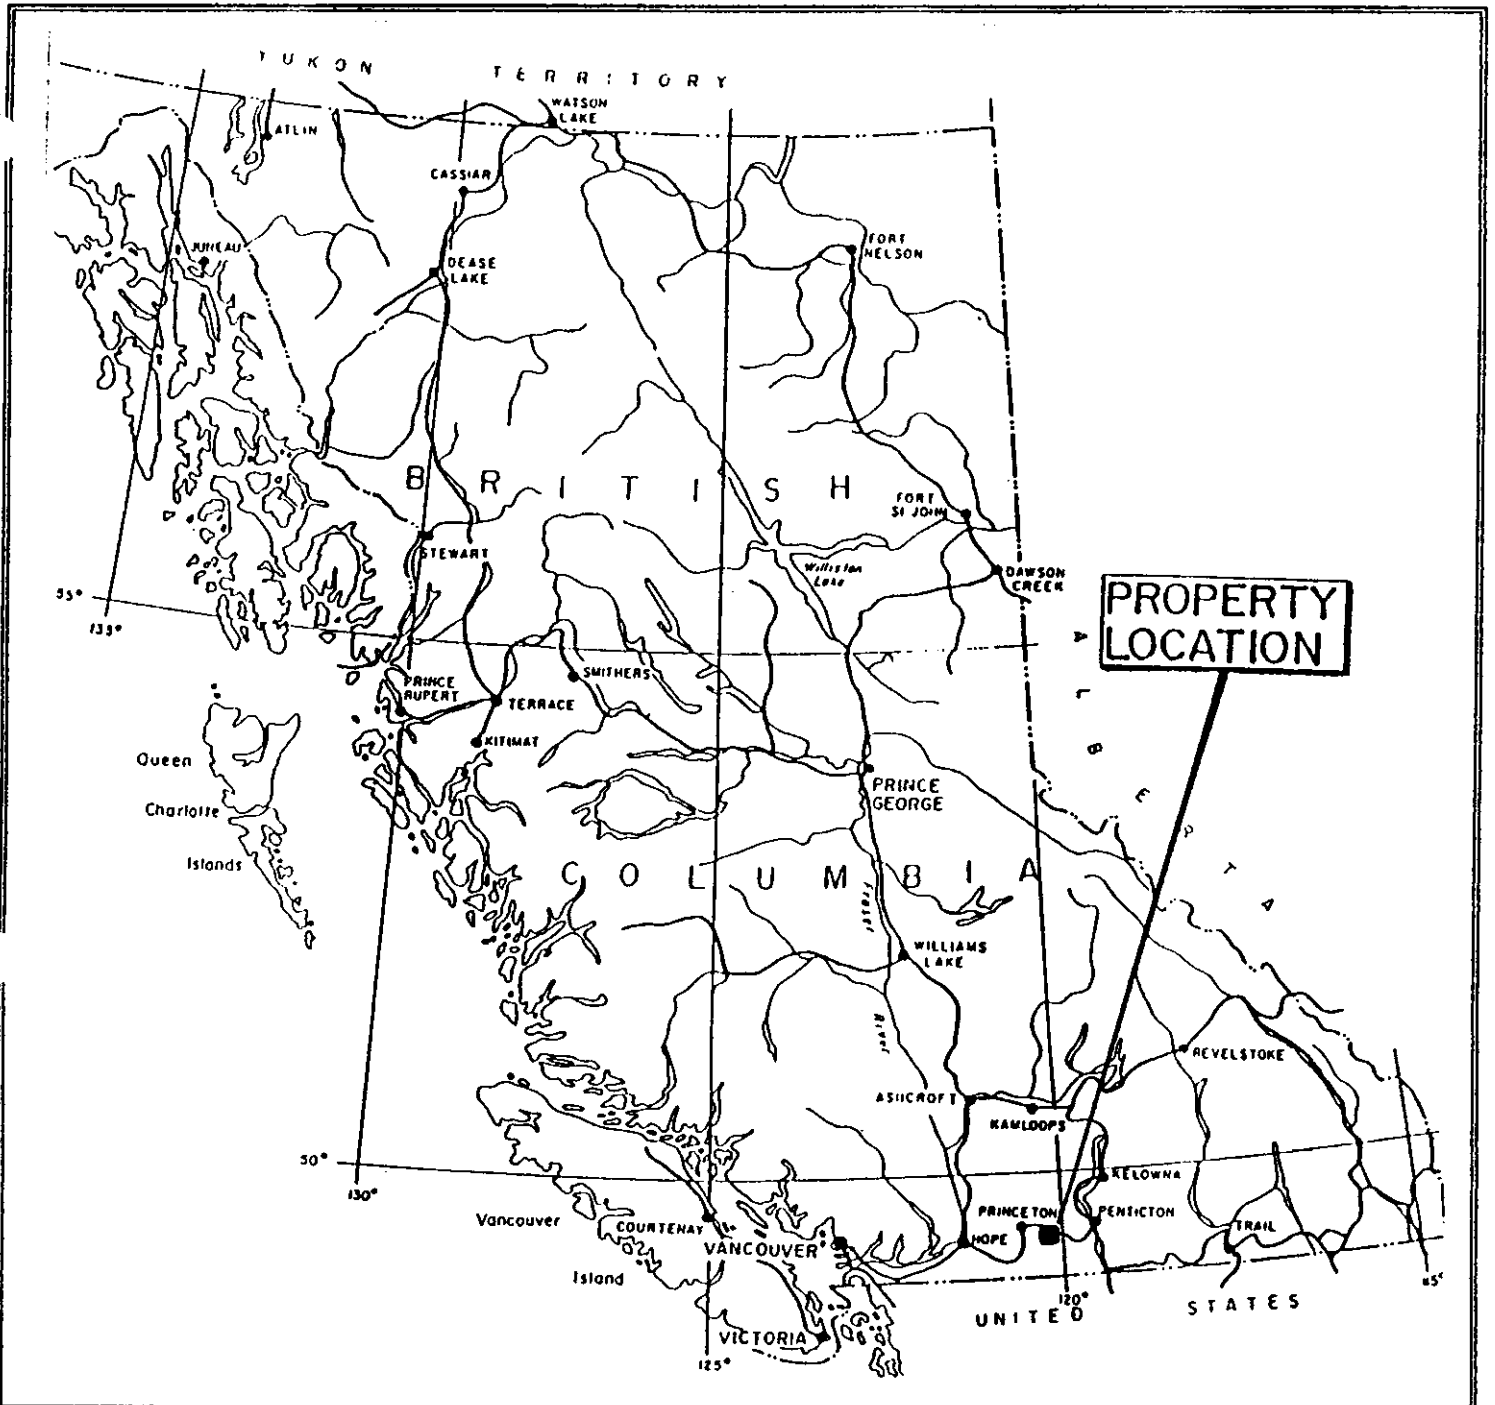 YUKON TERRITORY
WATSON
LAKE
ATLIN
CASSIAR
JUNEAU
DEASE
LAKE
FORT
NELSON
BRITISH
FORT
ST JOHN
STEWART
Williston
Lake
DAWSON
CREEK
55°
135°
PROPERTY
LOCATION
ALBERTA
PRINCE
RUPERT
SMITHERS
TERRACE
KITIMAT
Queen
Charlotte
Islands
PRINCE
GEORGE
COLUMBIA
Fraser
River
WILLIAMS
LAKE
REVELSTOKE
ASHCROFT
KAMLOOPS
50°
130°
KELOWNA
Vancouver
Island
COURTENAY
VANCOUVER
PRINCETON
PENTICTON
HOPE
TRAIL
120°
UNITED STATES
VICTORIA
125°